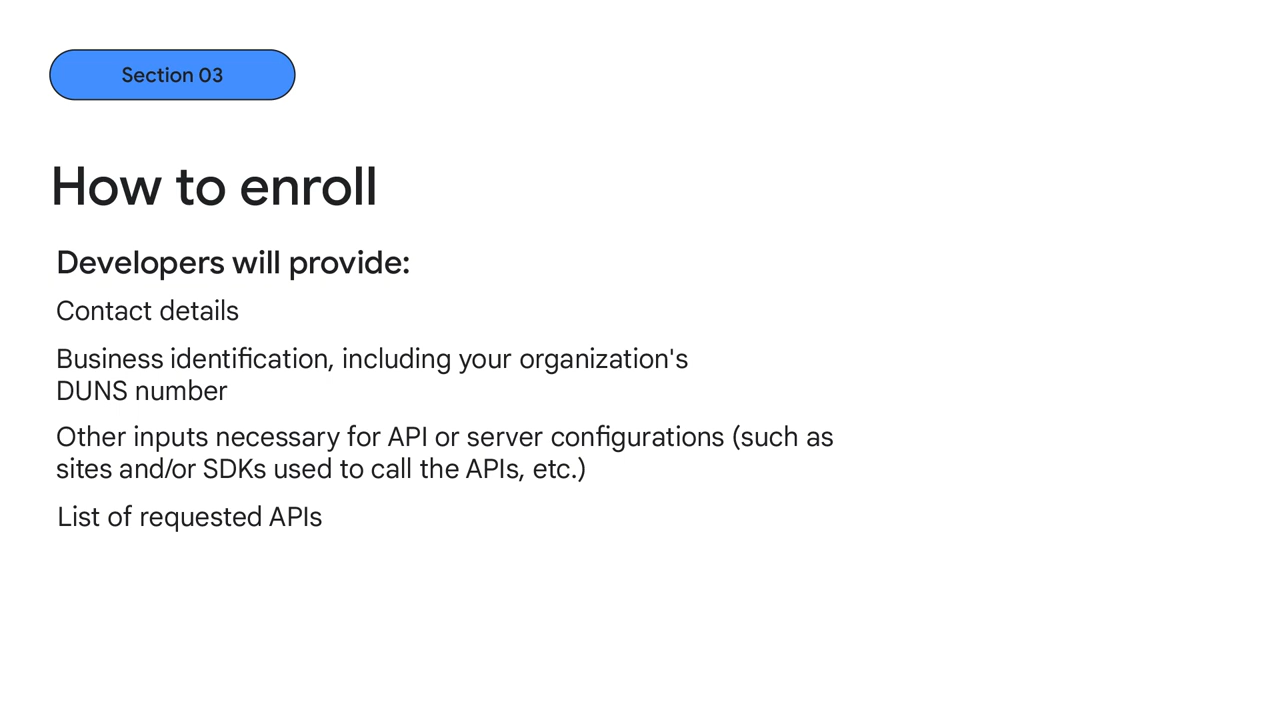 Section 03
How to enroll
Developers will provide:
Contact details
Business identification, including your organization's
DUNS number
Other inputs necessary for API or server configurations (such as
sites and/or SDKs used to call the APIs, etc.)
List of requested APIs